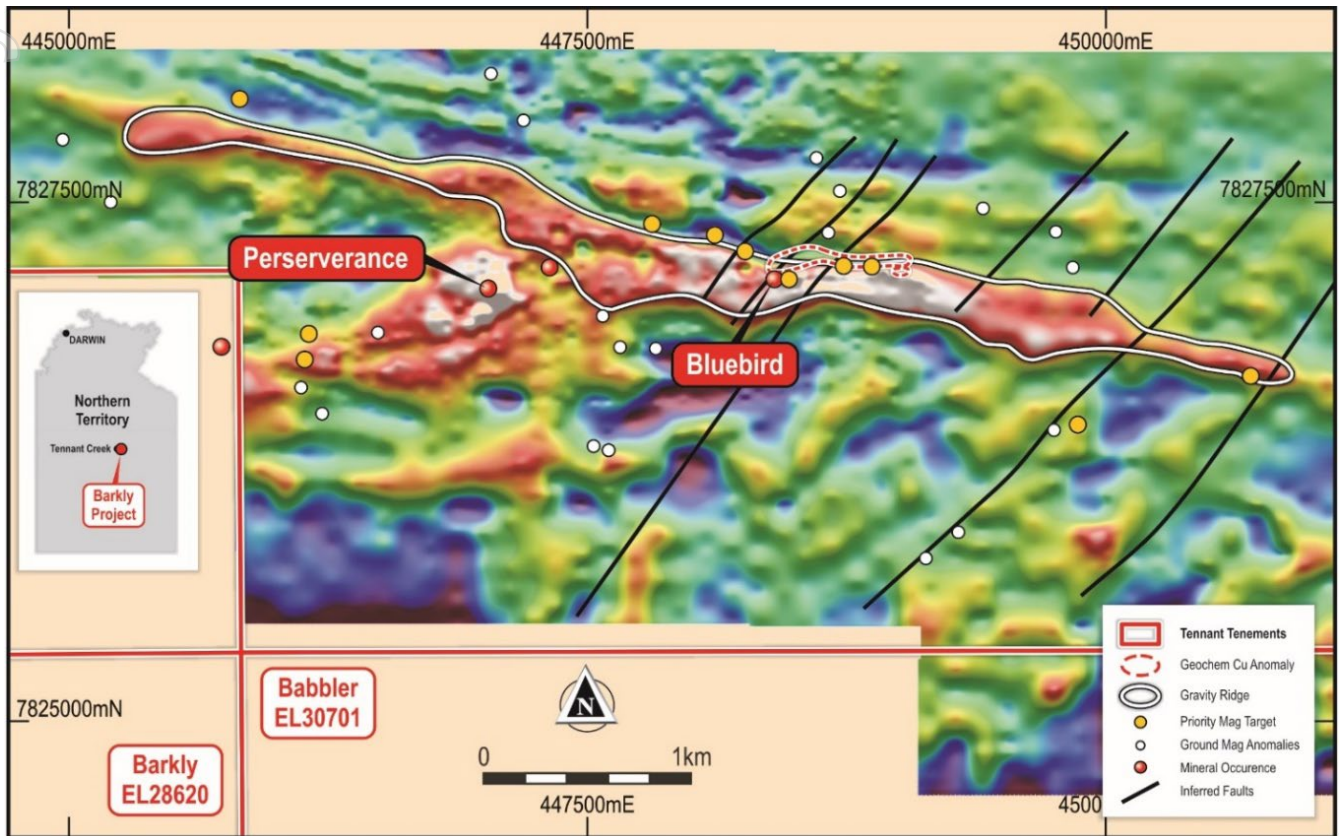 445000mE
447500mE
450000mE
7827500mN
7827500mN
Perserverance
Bluebird
DARWIN
Northern
Territory
Tennant Creek
Barkly
Project
Babbler
EL30701
Barkly
EL28620
7825000mN
N
0
1km
447500mE
4500
Tennant Tenements
Geochem Cu Anomaly
Gravity Ridge
Priority Mag Target
Ground Mag Anomalies
Mineral Occurence
Inferred Faults